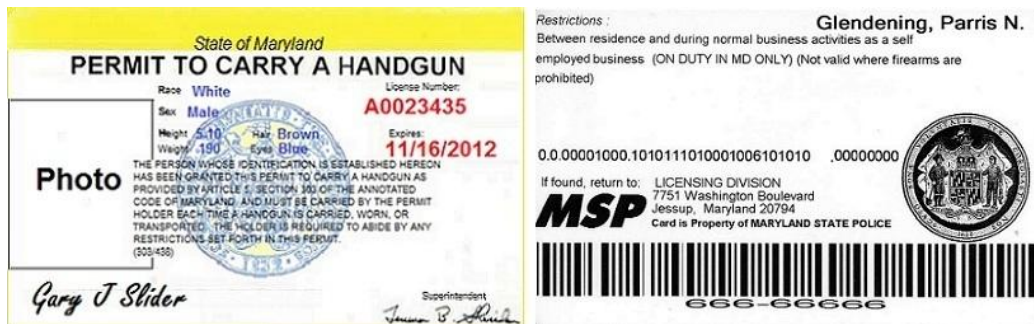 State of Maryland
PERMIT TO CARRY A HANDGUN
Race White
License Number:
Sex Male
A0023435
Height 5-10 Hair Brown
Expires:
Weight 190 Eyes Blue
11/16/2012
Photo
THE PERSON WHOSE IDENTIFICATION IS ESTABLISHED HEREON
HAS BEEN GRANTED THIS PERMIT TO CARRY A HANDGUN AS
PROVIDED BY ARTICLE 5, SECTION 303 OF THE ANNOTATED
CODE OF MARYLAND, AND MUST BE CARRIED BY THE PERMIT
HOLDER EACH TIME A HANDGUN IS CARRIED, WORN, OR
TRANSPORTED. THE HOLDER IS REQUIRED TO ABIDE BY ANY
RESTRICTIONS SET FORTH IN THIS PERMIT.
Gary J Slider
Superintendent
Restrictions :
Glendening, Parris N.
Between residence and during normal business activities as a self
employed business (ON DUTY IN MD ONLY) (Not valid where firearms are
prohibited)
0.0.00001000.1010111010001006101010 .00000000
If found, return to: LICENSING DIVISION
7751 Washington Boulevard
Jessup, Maryland 20794
MSP
Card is Property of MARYLAND STATE POLICE
666-66666